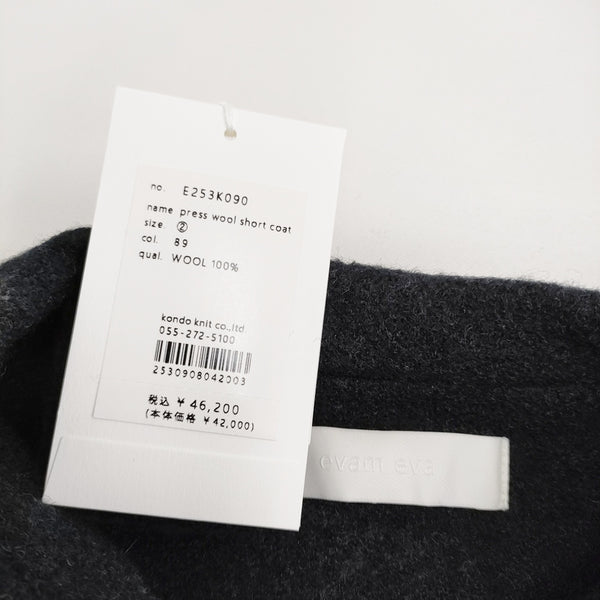 no. E253K090
name press wool short coat
size ②
col. 89
qual. WOOL 100%
kondo knit co.,ltd.
055-272-5100
2530908042003
税込 ¥ 46,200
(本体価格 ¥ 42,000)
evam eva